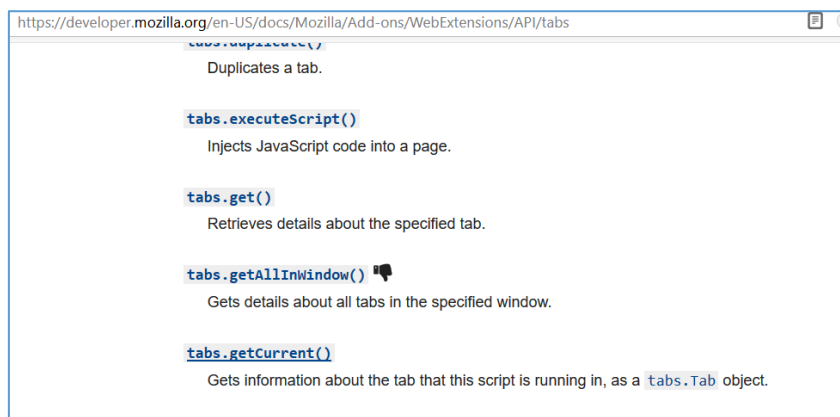 https://developer.mozilla.org/en-US/docs/Mozilla/Add-ons/WebExtensions/API/tabs
tabs.duplicate()
Duplicates a tab.
tabs.executeScript()
Injects JavaScript code into a page.
tabs.get()
Retrieves details about the specified tab.
tabs.getAllInWindow()
Gets details about all tabs in the specified window.
tabs.getCurrent()
Gets information about the tab that this script is running in, as a tabs.Tab object.